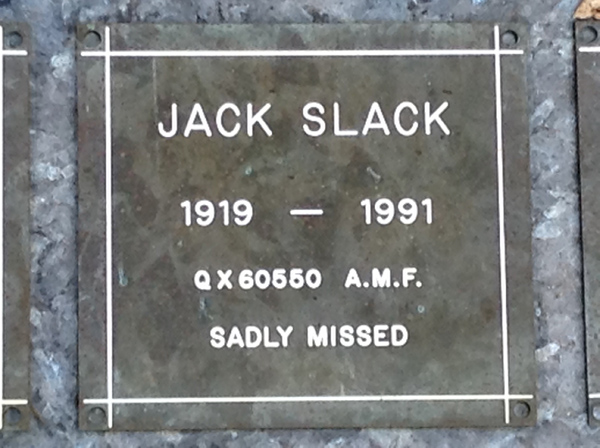 JACK SLACK
1919 — 1991
QX60550 A.M.F.
SADLY MISSED